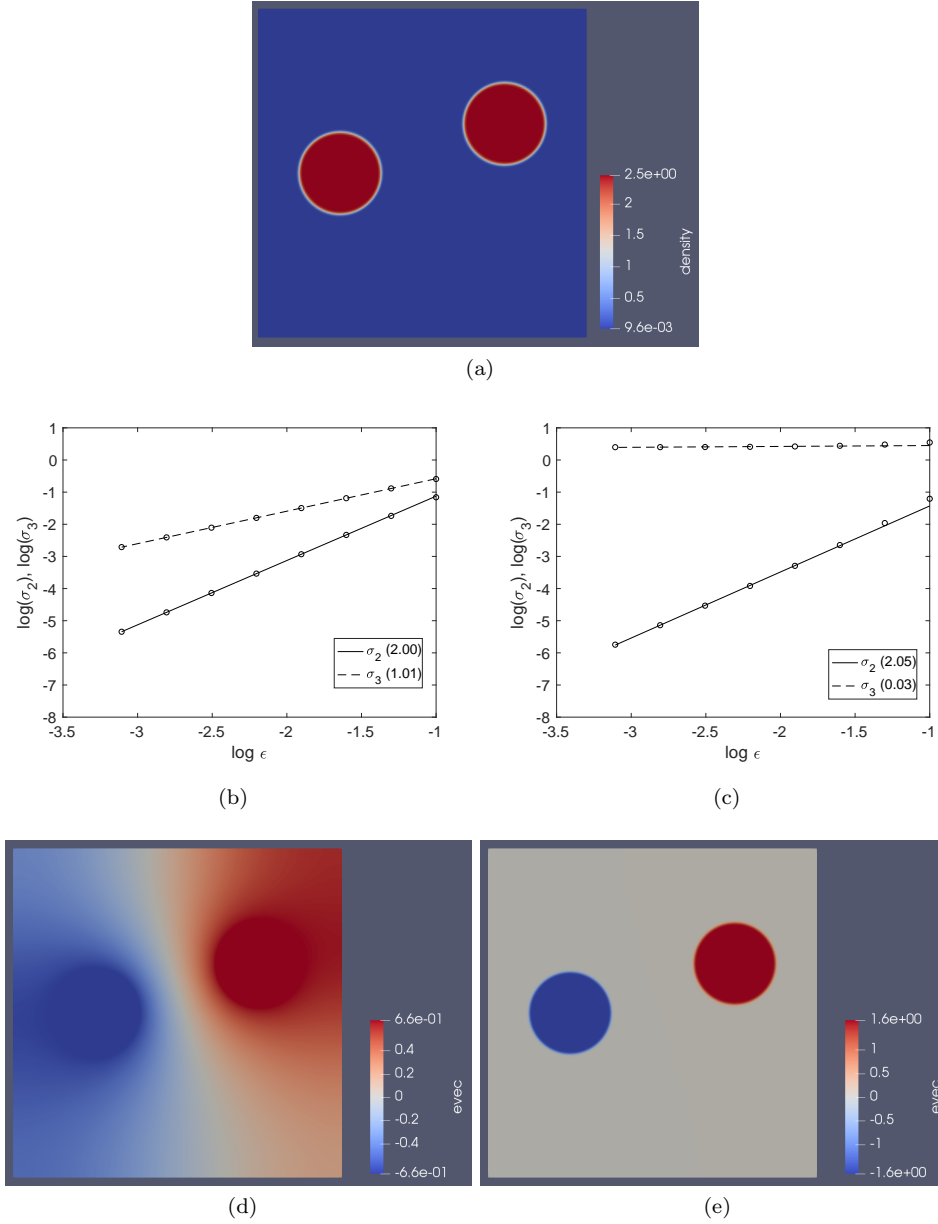 2.5e+00
2
1.5
1
0.5
9.6e-03
density
(a)
1
0
-1
-2
-3
-4
-5
-6
-7
-8
log(σ2), log(σ3)
-3.5 -3 -2.5 -2 -1.5 -1
log ϵ
σ2 (2.00)
σ3 (1.01)
(b)
1
0
-1
-2
-3
-4
-5
-6
-7
-8
log(σ2), log(σ3)
-3.5 -3 -2.5 -2 -1.5 -1
log ϵ
σ2 (2.05)
σ3 (0.03)
(c)
6.6e-01
0.4
0.2
0
-0.2
-0.4
-6.6e-01
evec
(d)
1.6e+00
1
0.5
0
-0.5
-1
-1.6e+00
evec
(e)